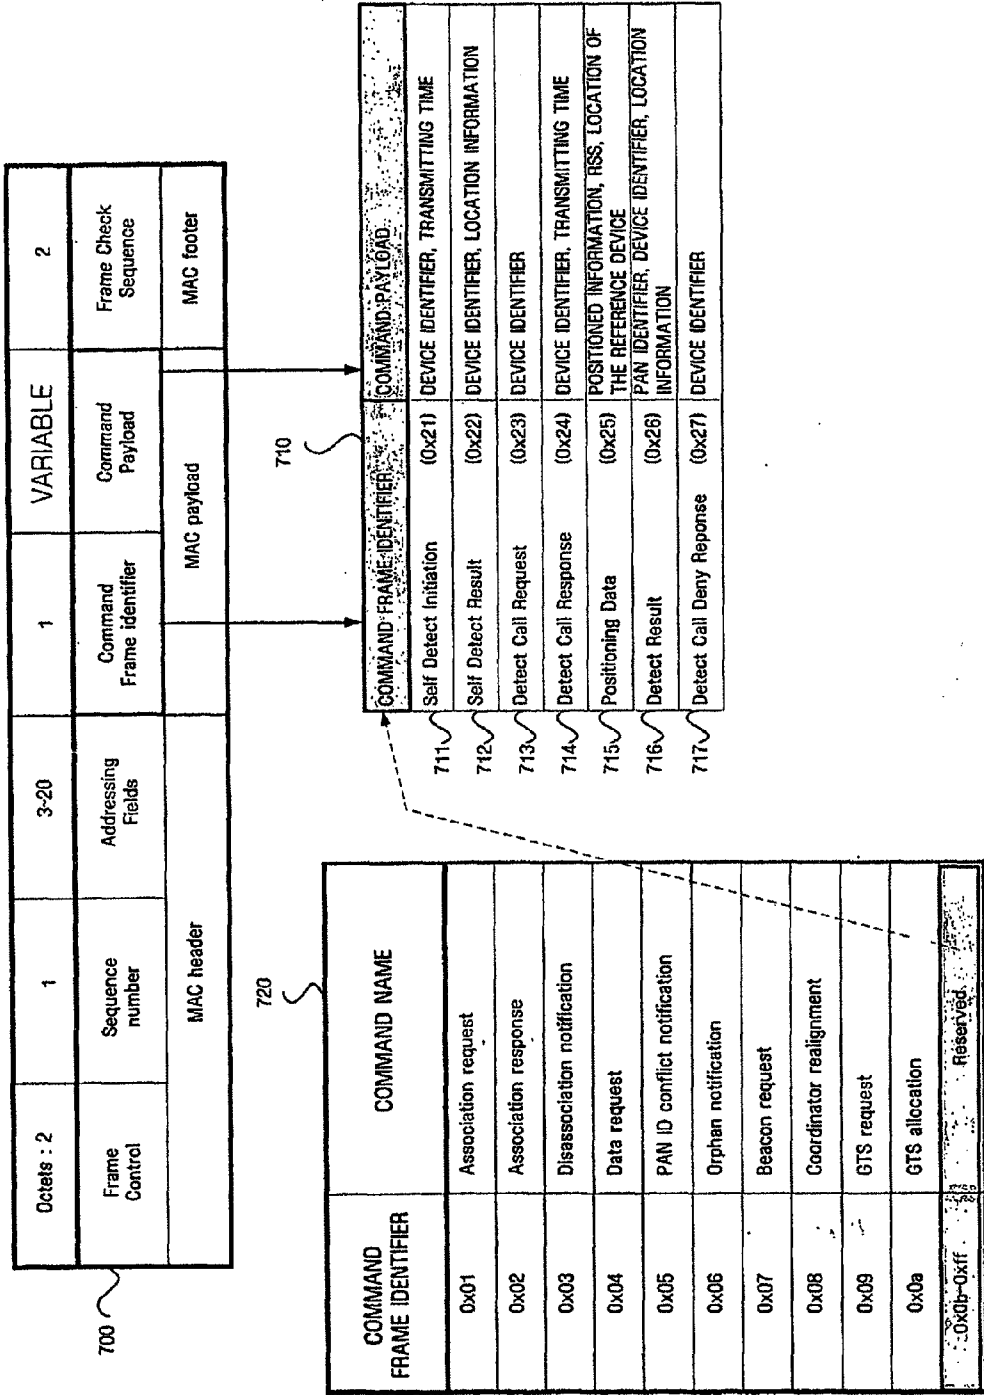 700
Octets : 2
1
3~20
1
VARIABLE
2
Frame
Control
Sequence
number
Addressing
Fields
Command
Frame identifier
Command
Payload
Frame Check
Sequence
MAC header
MAC payload
MAC footer
720
COMMAND
FRAME IDENTIFIER
COMMAND NAME
0x01
Association request
0x02
Association response
0x03
Disassociation notification
0x04
Data request
0x05
PAN ID conflict notification
0x06
Orphan notification
0x07
Beacon request
0x08
Coordinator realignment
0x09
GTS request
0x0a
GTS allocation
0x0b-0xff
Reserved
710
COMMAND FRAME IDENTIFIER
COMMAND PAYLOAD
711
Self Detect Initiation
(0x21)
DEVICE IDENTIFIER, TRANSMITTING TIME
712
Self Detect Result
(0x22)
DEVICE IDENTIFIER, LOCATION INFORMATION
713
Detect Call Request
(0x23)
DEVICE IDENTIFIER
714
Detect Call Response
(0x24)
DEVICE IDENTIFIER, TRANSMITTING TIME
715
Positioning Data
(0x25)
POSITIONED INFORMATION, RSS, LOCATION OF
THE REFERENCE DEVICE
716
Detect Result
(0x26)
PAN IDENTIFIER, DEVICE IDENTIFIER, LOCATION
INFORMATION
717
Detect Call Deny Reponse
(0x27)
DEVICE IDENTIFIER